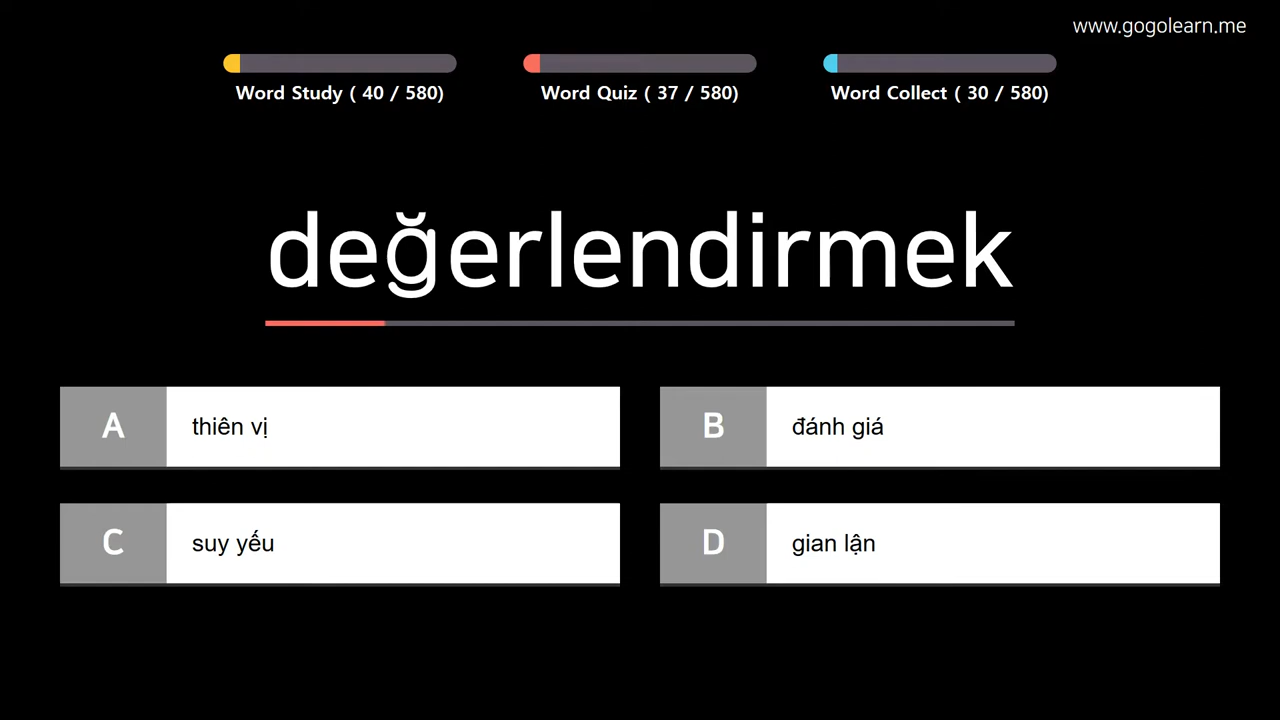 www.gogolearn.me
Word Study ( 40 / 580)
Word Quiz ( 37 / 580)
Word Collect ( 30 / 580)
değerlendirmek
A thiên vị
B đánh giá
C suy yếu
D gian lận